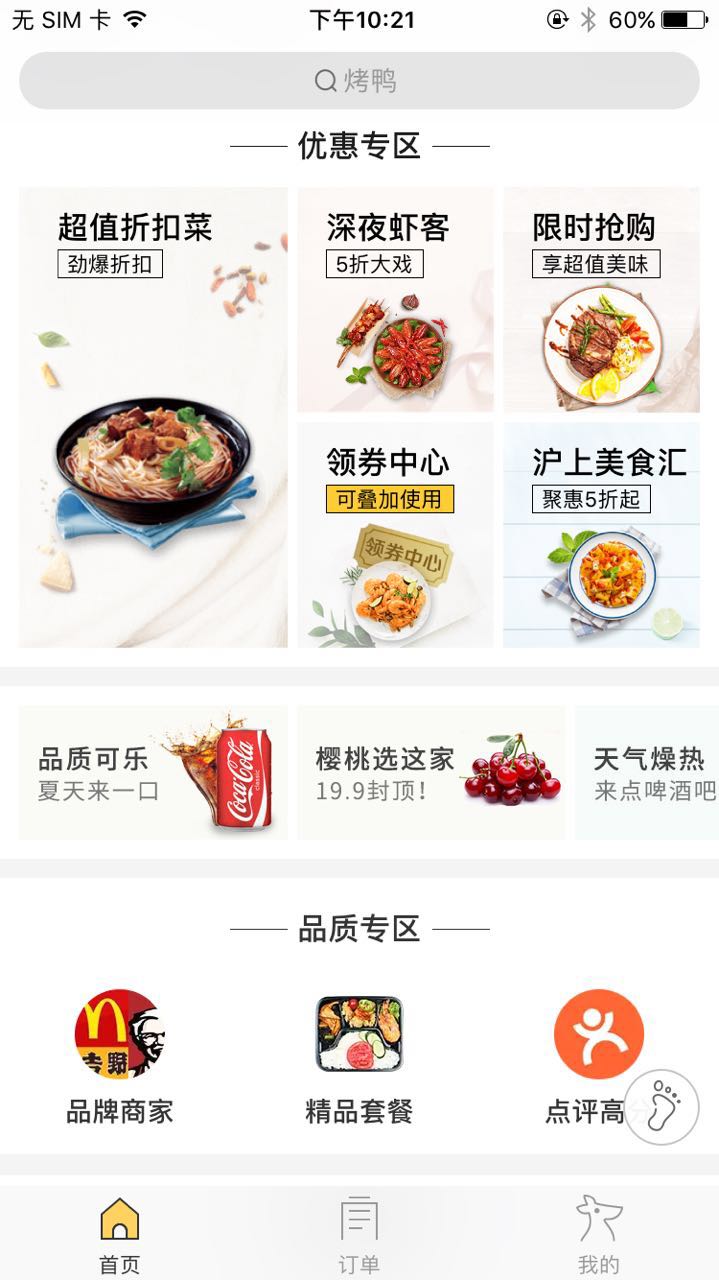 无 SIM 卡
下午10:21
60%
烤鸭
优惠专区
超值折扣菜
劲爆折扣
深夜虾客
5折大戏
限时抢购
享超值美味
领券中心
可叠加使用
领券中心
沪上美食汇
聚惠5折起
品质可乐
夏天来一口
Coca-Cola
classic
樱桃选这家
19.9封顶！
天气燥热
来点啤酒吧
品质专区
吉野
品牌商家
精品套餐
点评高分
首页
订单
我的